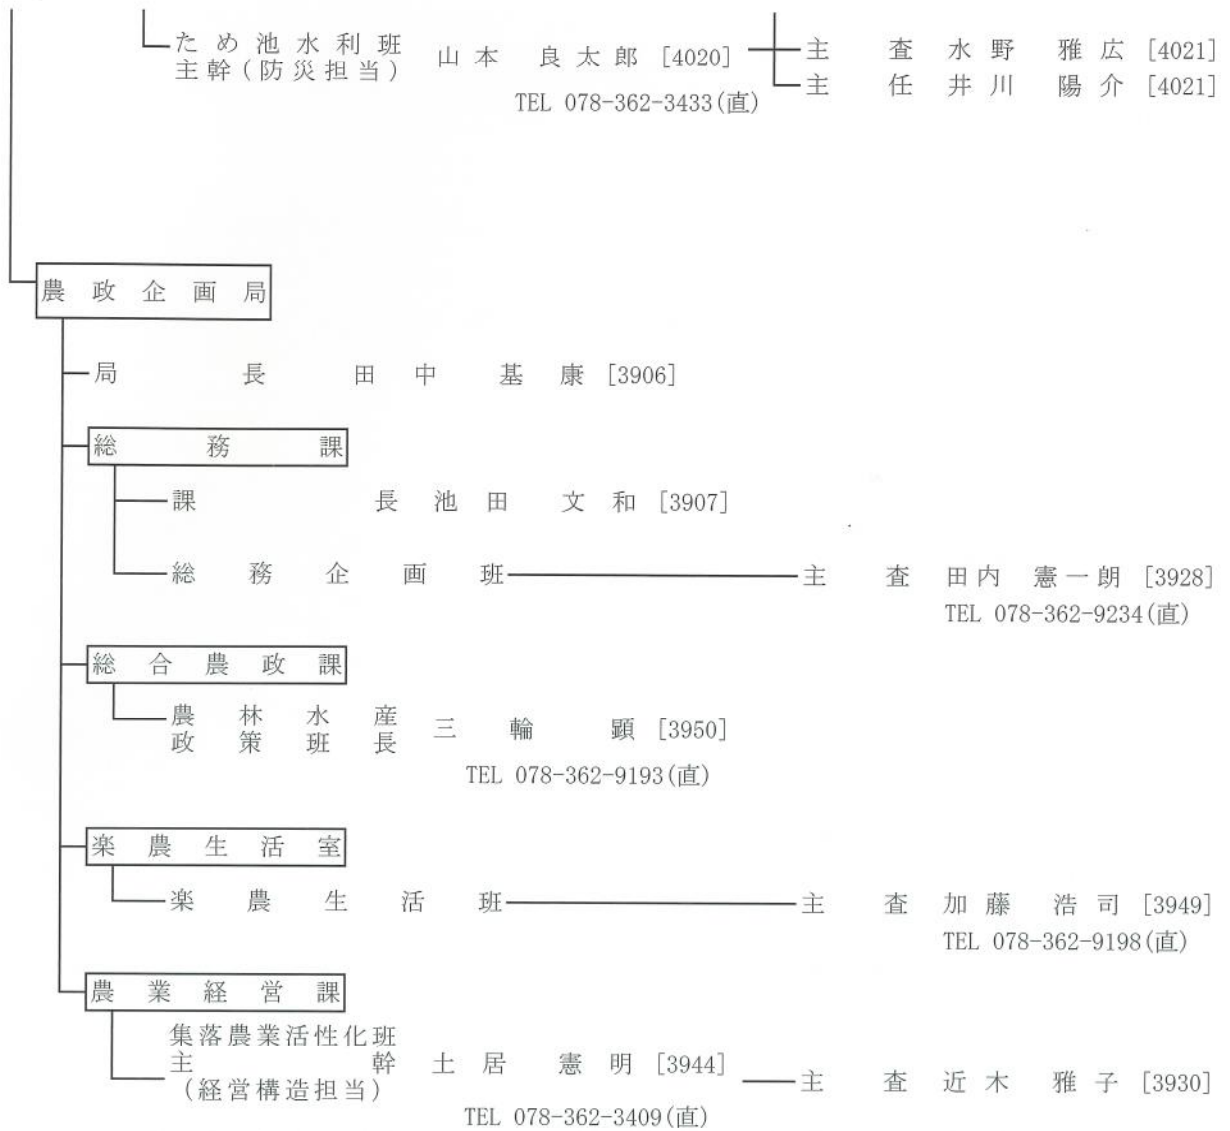 ため池水利班
主幹(防災担当) 山本 良太郎 [4020] 主査 水野 雅広 [4021]
主任 井川 陽介 [4021]
TEL 078-362-3433(直)
農政企画局
局長 田中 基康 [3906]
総務課
課長 池田 文和 [3907]
総務企画班 主査 田内 憲一朗 [3928]
TEL 078-362-9234(直)
総合農政課
農林水産
政策班長 三輪 顕 [3950]
TEL 078-362-9193(直)
楽農生活室
楽農生活班 主査 加藤 浩司 [3949]
TEL 078-362-9198(直)
農業経営課
集落農業活性化班
主幹 土居 憲明 [3944]
(経営構造担当) 主査 近木 雅子 [3930]
TEL 078-362-3409(直)